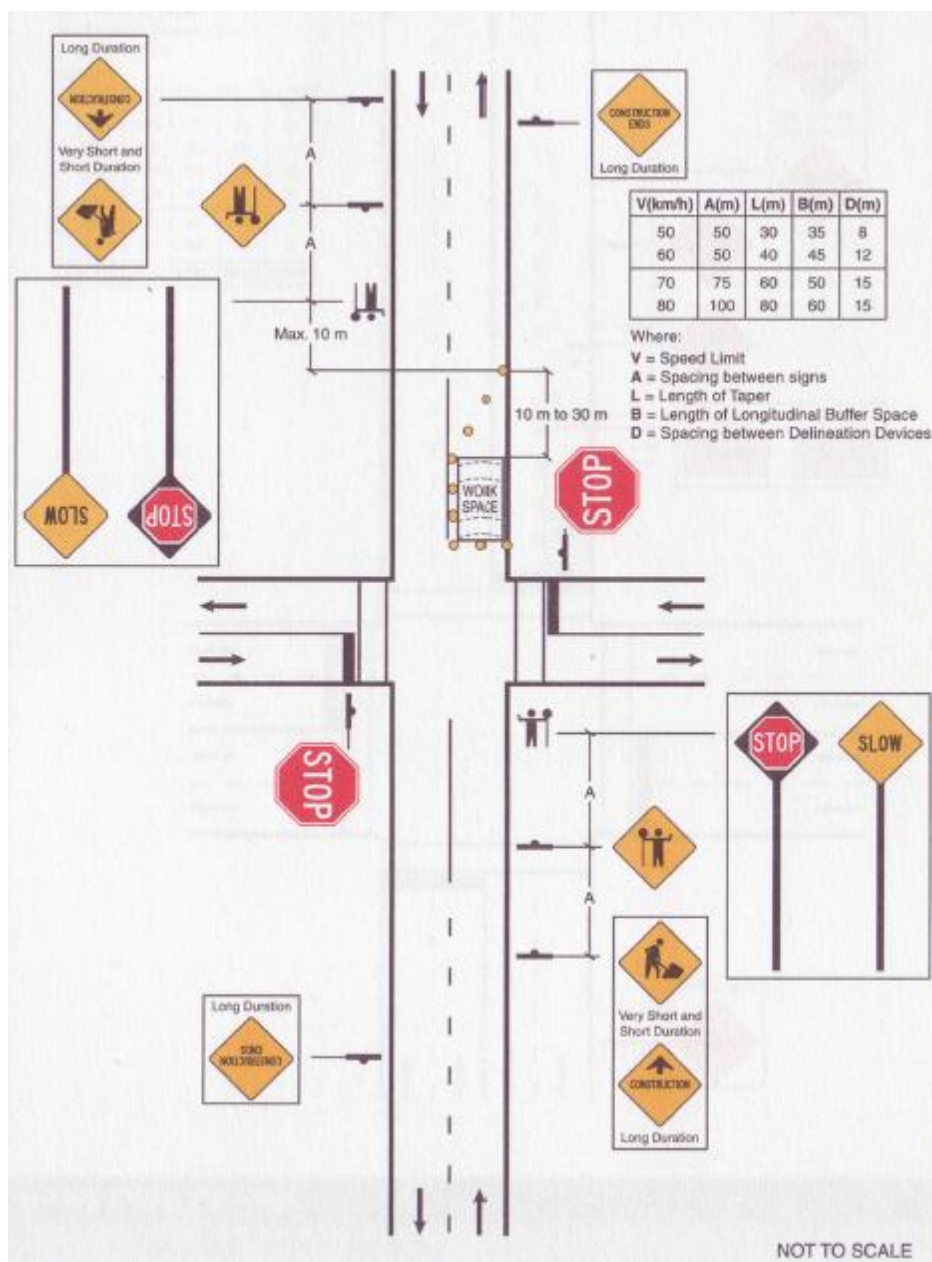 Long Duration
CONSTRUCTION
Very Short and
Short Duration
A
A
Max. 10 m
SLOW
STOP
CONSTRUCTION
ENDS
Long Duration
V(km/h) A(m) L(m) B(m) D(m)
50 50 30 35 8
60 50 40 45 12
70 75 60 50 15
80 100 80 60 15
Where:
V = Speed Limit
A = Spacing between signs
L = Length of Taper
B = Length of Longitudinal Buffer Space
D = Spacing between Delineation Devices
10 m to 30 m
WORK
SPACE
STOP
STOP
STOP
SLOW
A
A
Very Short and
Short Duration
CONSTRUCTION
Long Duration
Long Duration
CONSTRUCTION
ENDS
NOT TO SCALE